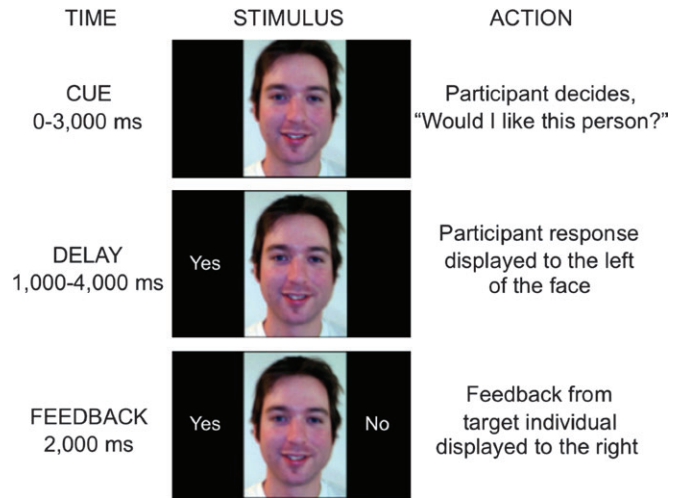 TIME STIMULUS ACTION
CUE
0-3,000 ms
Participant decides,
“Would I like this person?”
DELAY
1,000-4,000 ms
Yes
Participant response
displayed to the left
of the face
FEEDBACK
2,000 ms
Yes No
Feedback from
target individual
displayed to the right